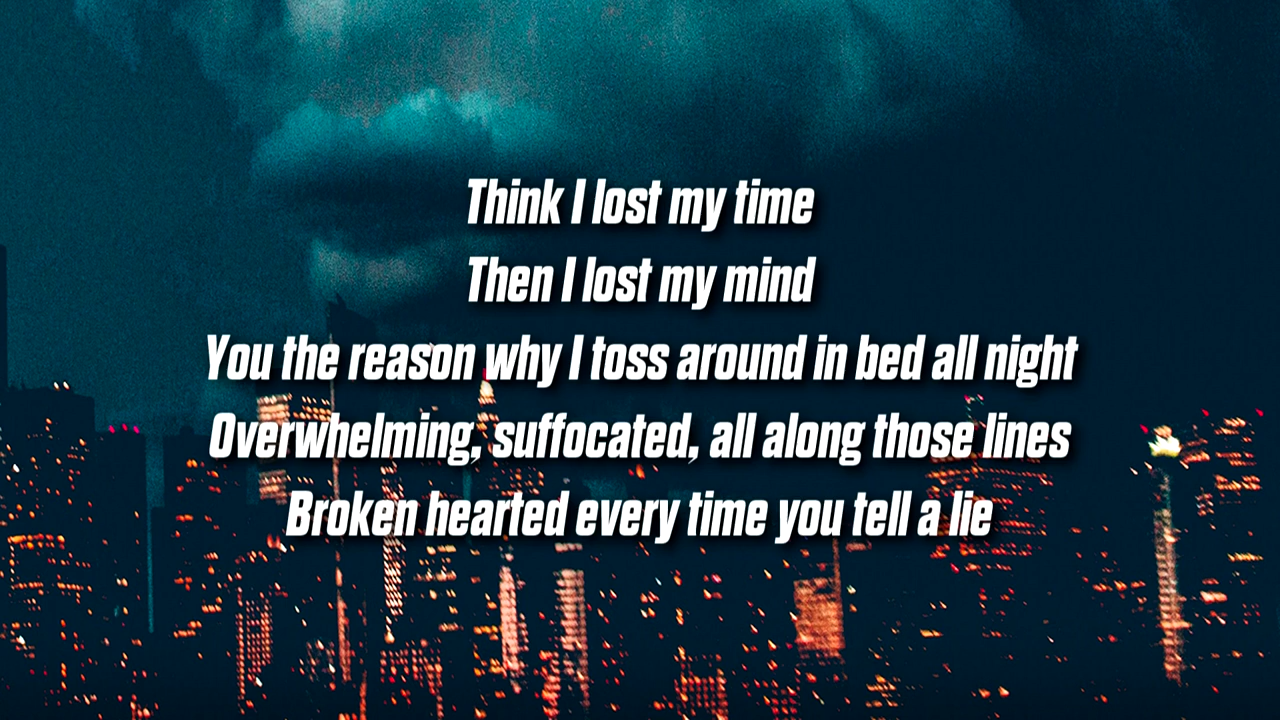 Think I lost my time
Then I lost my mind
You the reason why I toss around in bed all night
Overwhelming, suffocated, all along those lines
Broken hearted every time you tell a lie